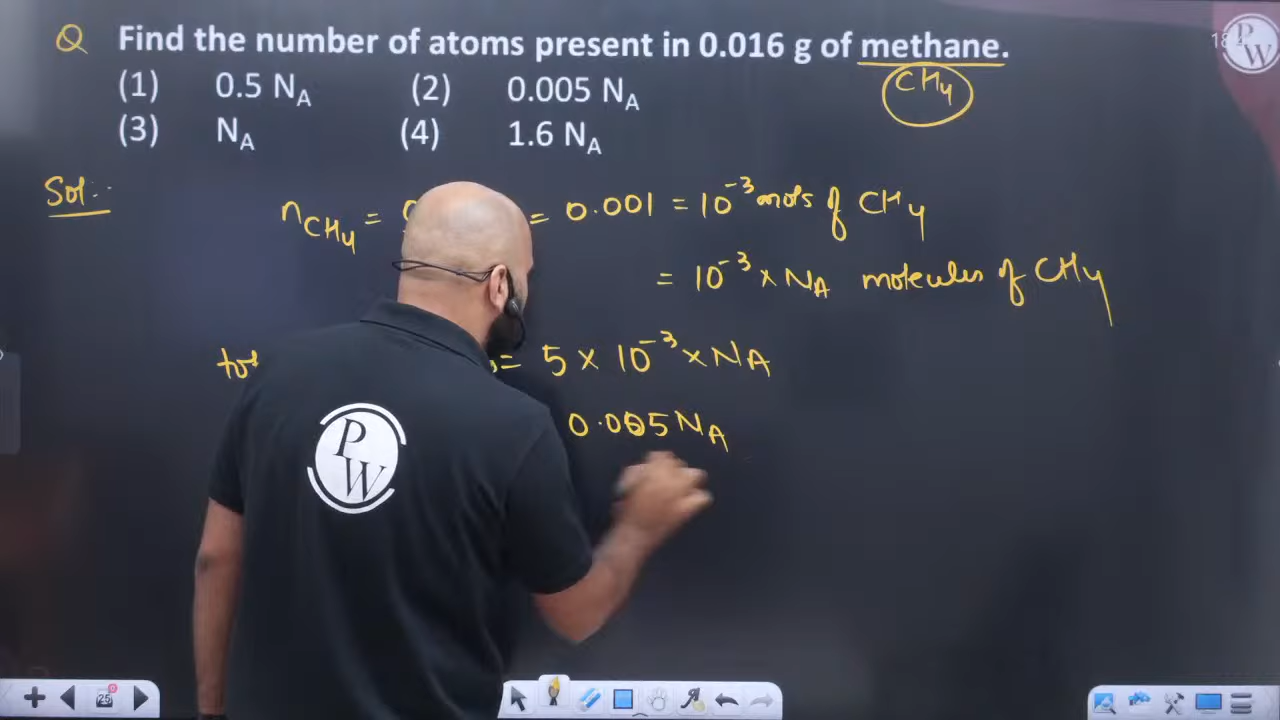 Q Find the number of atoms present in 0.016 g of methane.
CH4
(1) 0.5 NA (2) 0.005 NA
(3) NA (4) 1.6 NA
Sol:-
nCH4 = = 0.001 = 10^-3 mols of CH4
= 10^-3 × NA molecules of CH4
= 5 × 10^-3 × NA
0.005 NA
PW
PW
25